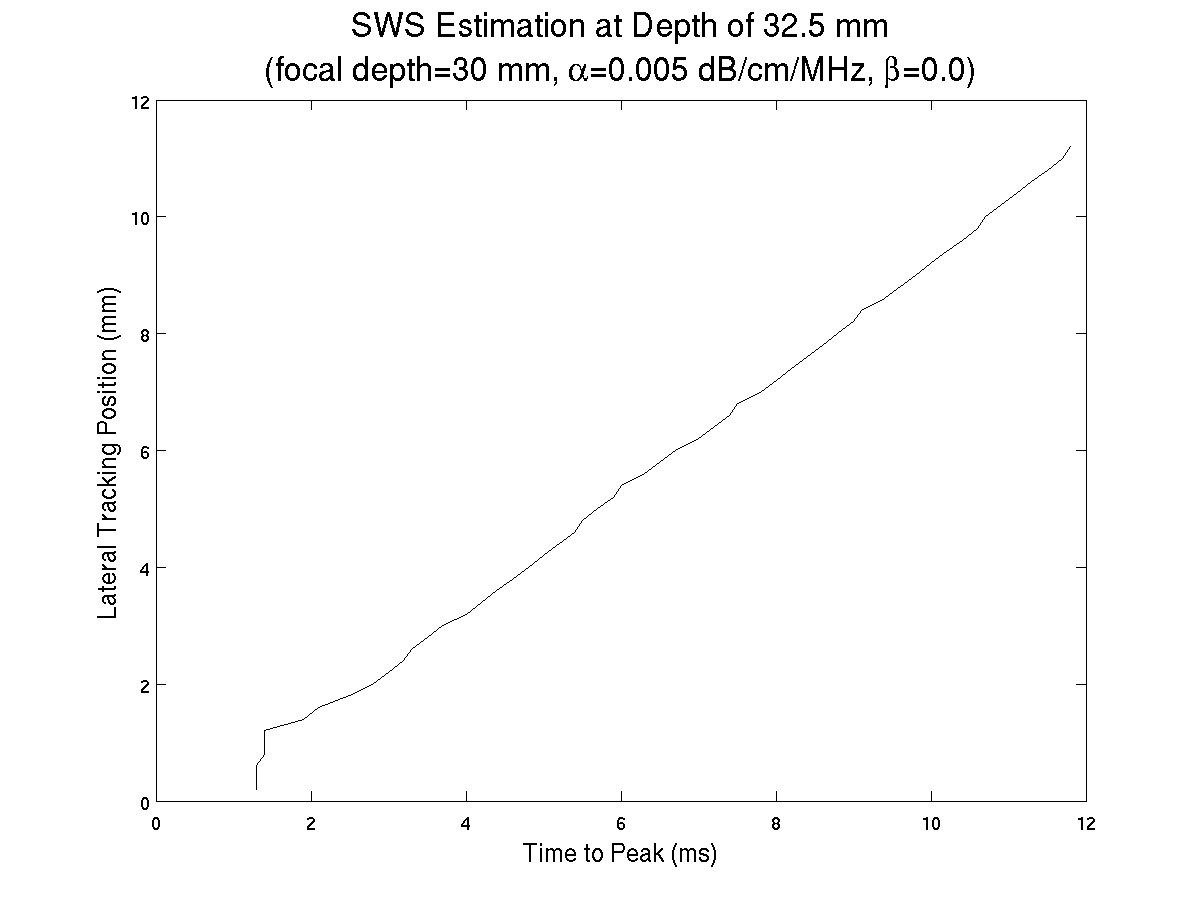 SWS Estimation at Depth of 32.5 mm
(focal depth=30 mm, α=0.005 dB/cm/MHz, β=0.0)
12
10
8
6
4
2
0
Lateral Tracking Position (mm)
0 2 4 6 8 10 12
Time to Peak (ms)